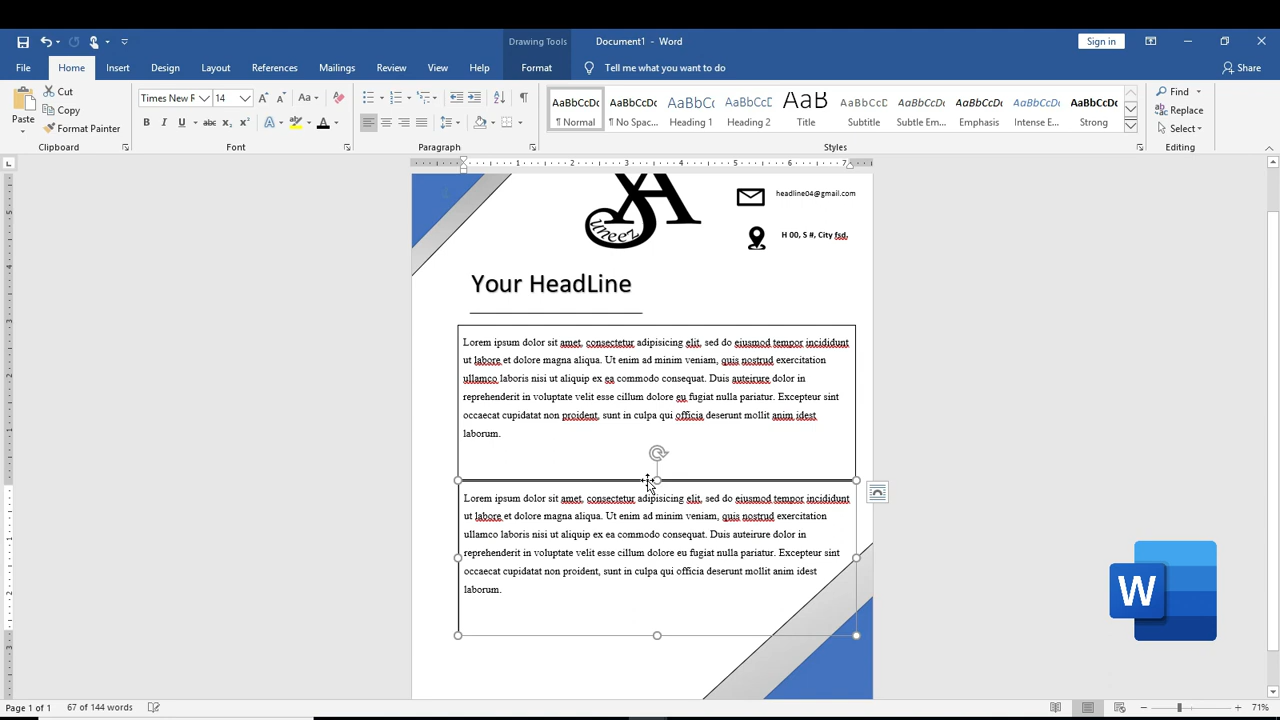 Drawing Tools
Document1 - Word
Sign in
File
Home
Insert
Design
Layout
References
Mailings
Review
View
Help
Format
Tell me what you want to do
Share
Paste
Cut
Copy
Format Painter
Clipboard
Times New R
14
Font
Paragraph
AaBbCcDc
¶ Normal
AaBbCcDc
¶ No Spac...
AaBbCc
Heading 1
AaBbCcD
Heading 2
AaB
Title
AaBbCcD
Subtitle
AaBbCcDc
Subtle Em...
AaBbCcDc
Emphasis
AaBbCcDc
Intense E...
AaBbCcDc
Strong
Styles
Find
Replace
Select
Editing
1 2 3 4 5 6 7
uneez
headline04@gmail.com
H 00, S #, City fsd,
Your HeadLine
Lorem ipsum dolor sit amet, consectetur adipisicing elit, sed do eiusmod tempor incididunt
ut labore et dolore magna aliqua. Ut enim ad minim veniam, quis nostrud exercitation
ullamco laboris nisi ut aliquip ex ea commodo consequat. Duis auteirure dolor in
reprehenderit in voluptate velit esse cillum dolore eu fugiat nulla pariatur. Excepteur sint
occaecat cupidatat non proident, sunt in culpa qui officia deserunt mollit anim idest
laborum.
Lorem ipsum dolor sit amet, consectetur adipisicing elit, sed do eiusmod tempor incididunt
ut labore et dolore magna aliqua. Ut enim ad minim veniam, quis nostrud exercitation
ullamco laboris nisi ut aliquip ex ea commodo consequat. Duis auteirure dolor in
reprehenderit in voluptate velit esse cillum dolore eu fugiat nulla pariatur. Excepteur sint
occaecat cupidatat non proident, sunt in culpa qui officia deserunt mollit anim idest
laborum.
W
Page 1 of 1
67 of 144 words
71%